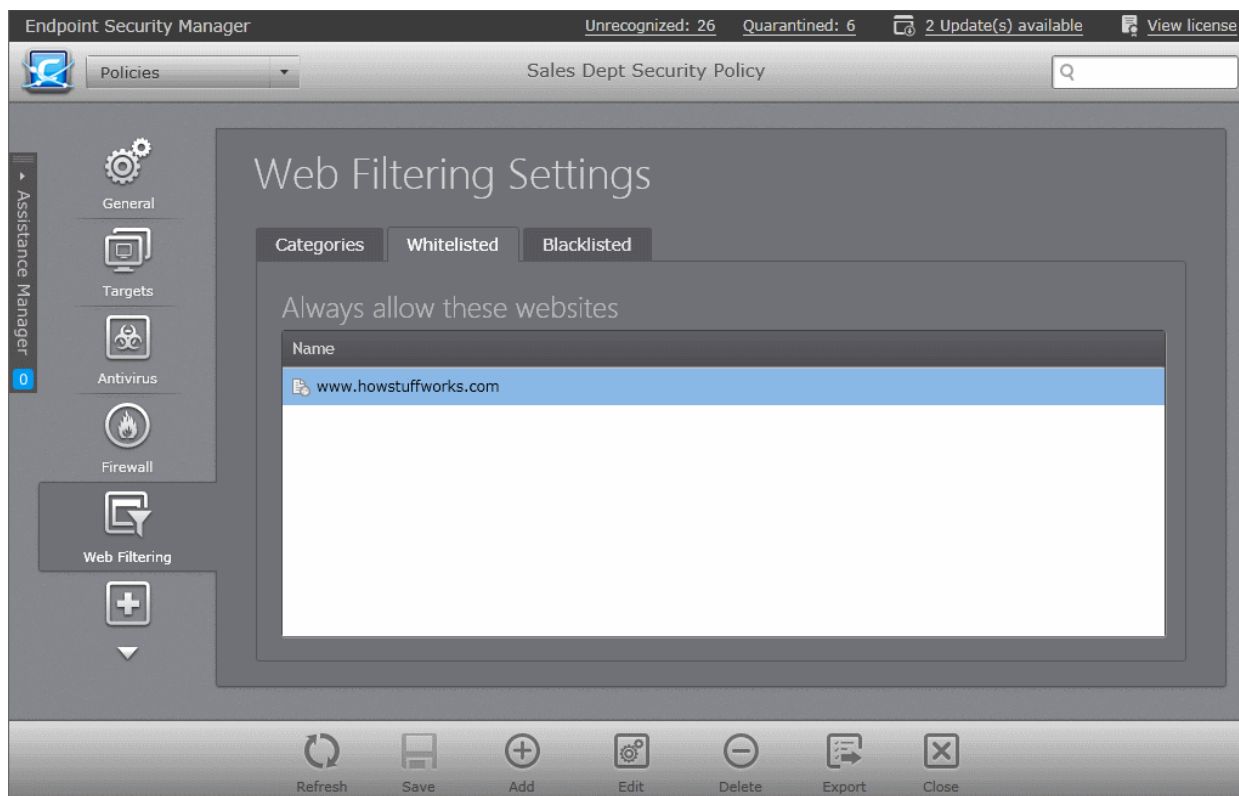 Endpoint Security Manager Unrecognized: 26 Quarantined: 6 2 Update(s) available View license
Policies Sales Dept Security Policy
Assistance Manager
0
General
Targets
Antivirus
Firewall
Web Filtering
Web Filtering Settings
Categories Whitelisted Blacklisted
Always allow these websites
Name
www.howstuffworks.com
Refresh Save Add Edit Delete Export Close